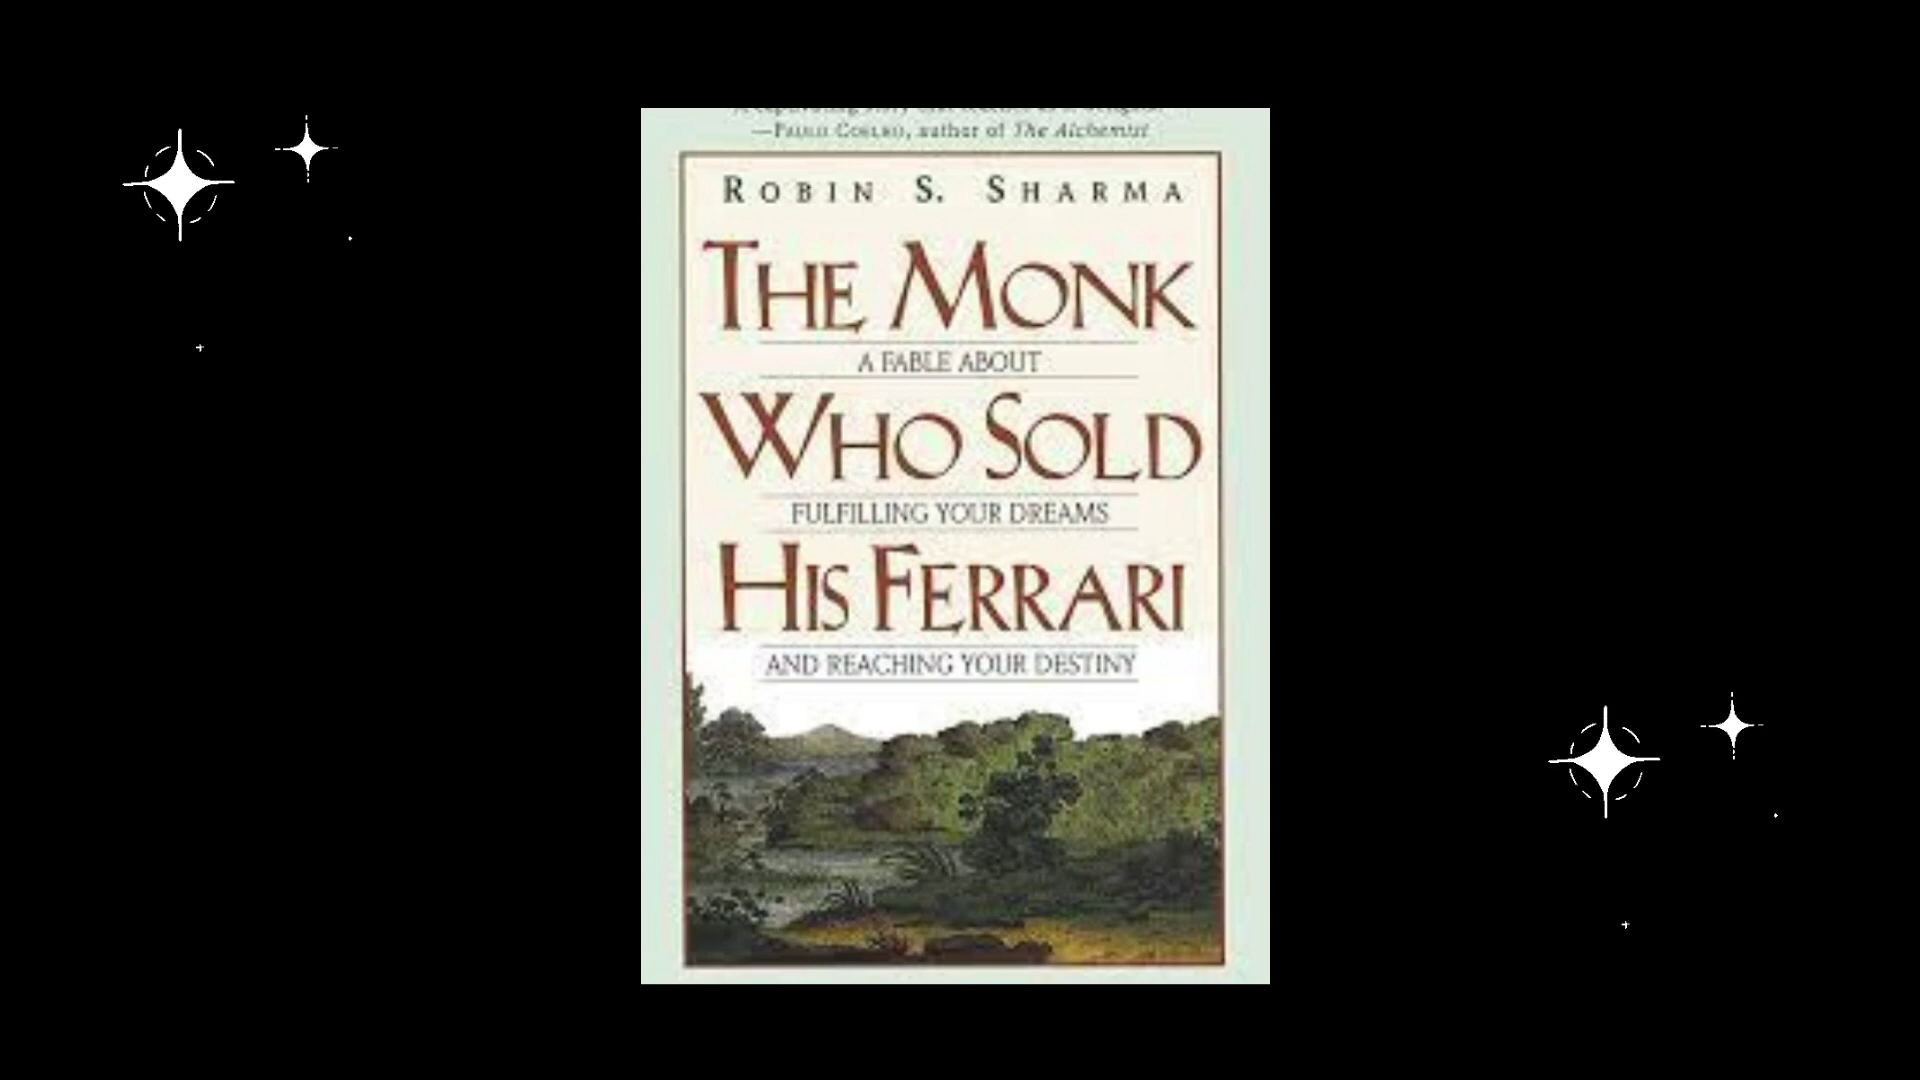 —PAULO COELHO, author of The Alchemist
ROBIN S. SHARMA
THE MONK
A FABLE ABOUT
WHO SOLD
FULFILLING YOUR DREAMS
HIS FERRARI
AND REACHING YOUR DESTINY